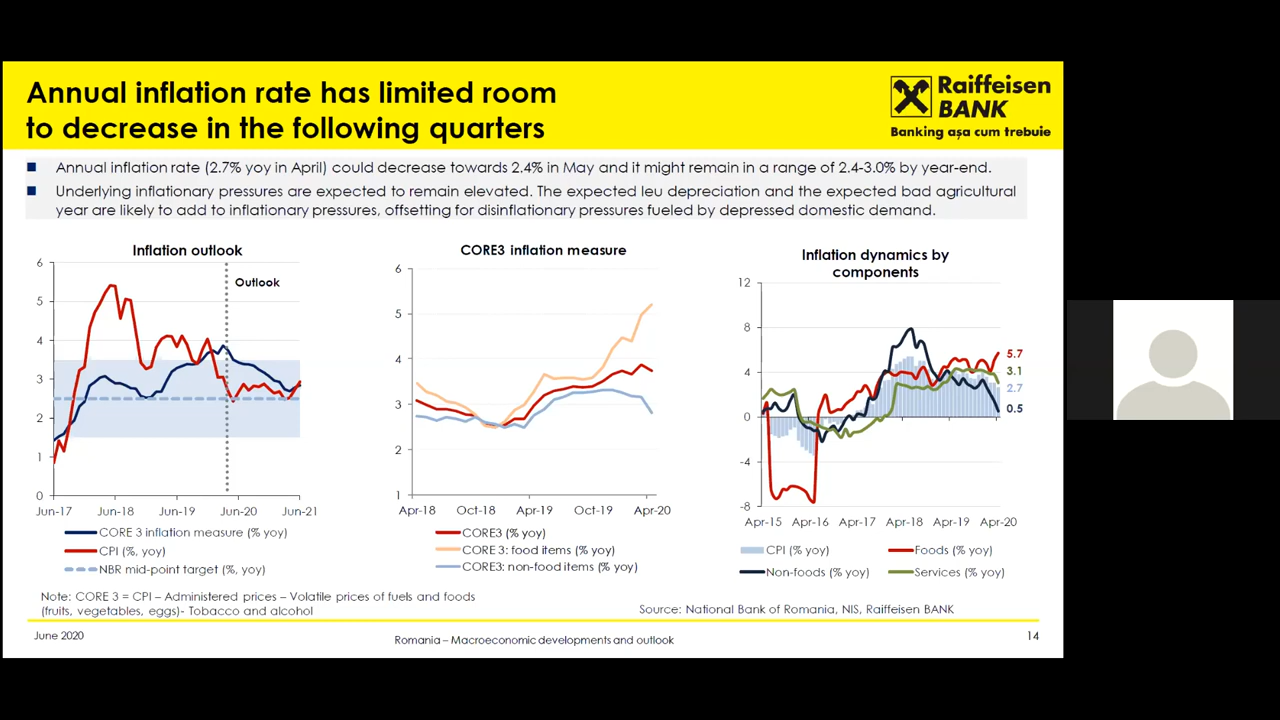 Annual inflation rate has limited room
to decrease in the following quarters
Raiffeisen
BANK
Banking așa cum trebuie
Annual inflation rate (2.7% yoy in April) could decrease towards 2.4% in May and it might remain in a range of 2.4-3.0% by year-end.
Underlying inflationary pressures are expected to remain elevated. The expected leu depreciation and the expected bad agricultural
year are likely to add to inflationary pressures, offsetting for disinflationary pressures fueled by depressed domestic demand.
Inflation outlook
6
5
4
3
2
1
0
Outlook
Jun-17 Jun-18 Jun-19 Jun-20 Jun-21
CORE 3 inflation measure (% yoy)
CPI (%, yoy)
NBR mid-point target (%, yoy)
CORE3 inflation measure
6
5
4
3
2
1
Apr-18 Oct-18 Apr-19 Oct-19 Apr-20
CORE3 (% yoy)
CORE 3: food items (% yoy)
CORE3: non-food items (% yoy)
Inflation dynamics by
components
12
8
4
0
-4
-8
5.7
3.1
2.7
0.5
Apr-15 Apr-16 Apr-17 Apr-18 Apr-19 Apr-20
CPI (% yoy) Foods (% yoy)
Non-foods (% yoy) Services (% yoy)
Note: CORE 3 = CPI – Administered prices – Volatile prices of fuels and foods
(fruits, vegetables, eggs)- Tobacco and alcohol
Source: National Bank of Romania, NIS, Raiffeisen BANK
June 2020
Romania – Macroeconomic developments and outlook
14